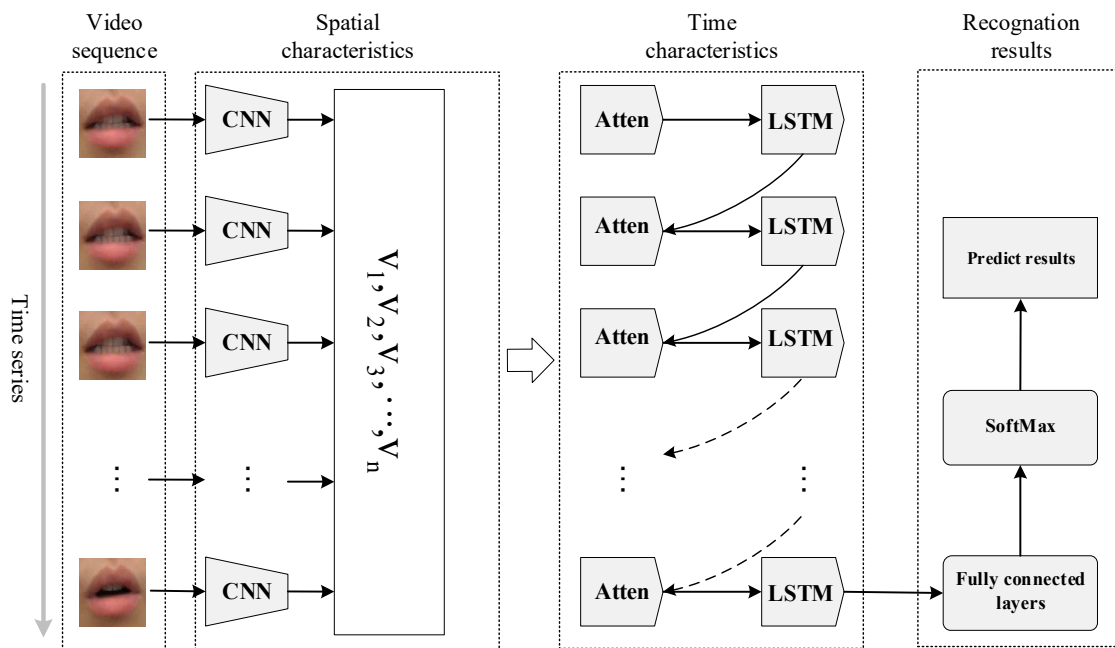 Video
sequence
Spatial
characteristics
Time
characteristics
Recognation
results
Time series
CNN
CNN
CNN
⋮
⋮
CNN
V1,V2,V3,⋯,Vn
Atten
LSTM
Atten
LSTM
Atten
LSTM
⋮
⋮
Atten
LSTM
Predict results
SoftMax
Fully connected
layers